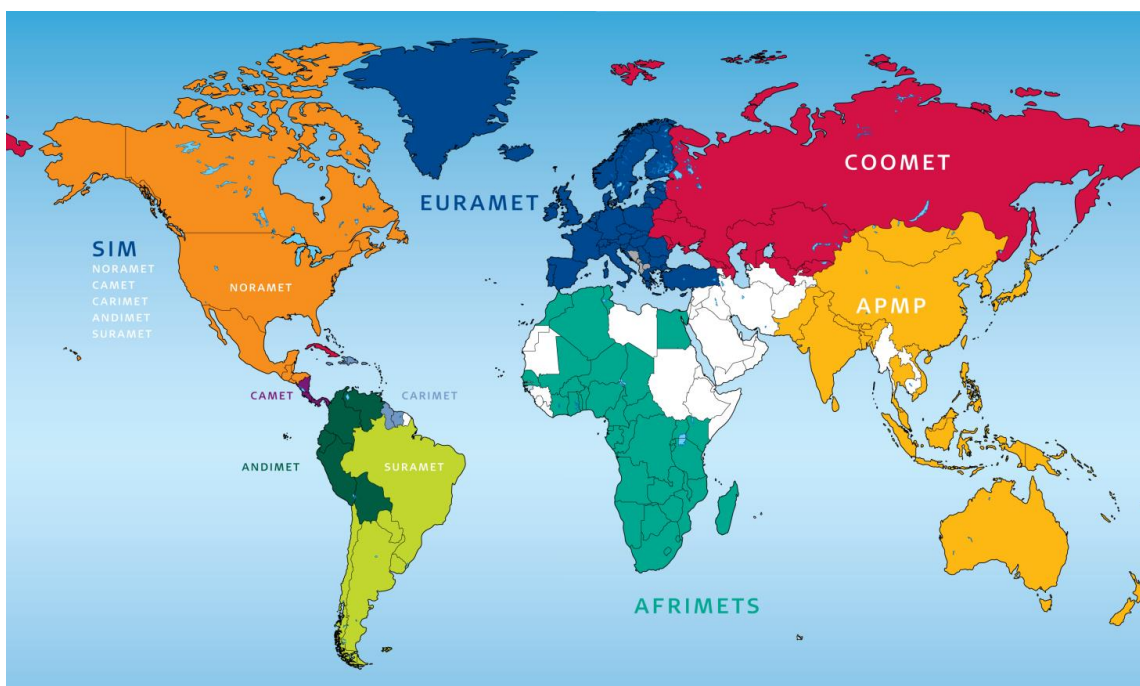 COOMET
EURAMET
SIM
NORAMET
CAMET
CARIMET
ANDIMET
SURAMET
NORAMET
APMP
CAMET
CARIMET
ANDIMET
SURAMET
AFRIMETS